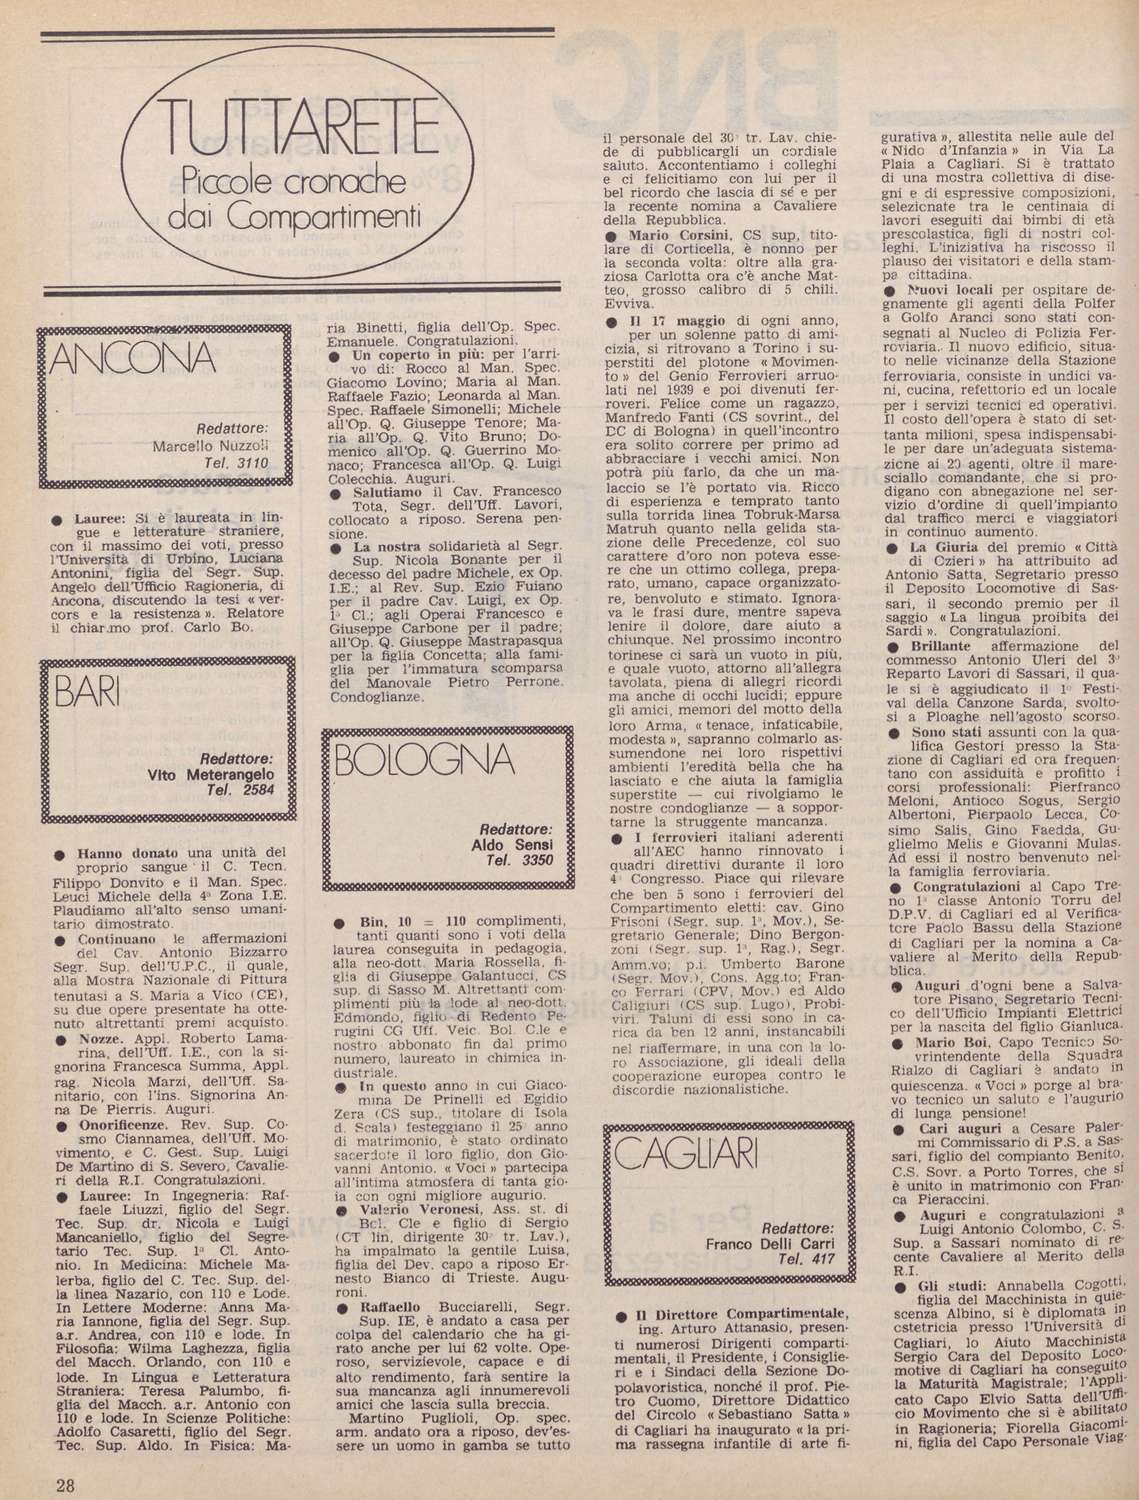 TUTTARETE
Piccole cronache
dai Compartimenti
ANCONA
Redattore:
Marcello Nuzzoli
Tel. 3110
● Lauree: Si è laureata in lin-
gue e letterature straniere,
con il massimo dei voti, presso
l'Università di Urbino, Luciana
Antonini, figlia del Segr. Sup.
Angelo dell'Ufficio Ragioneria, di
Ancona, discutendo la tesi « ver-
cors e la resistenza ». Relatore
il chiar.mo prof. Carlo Bo.
BARI
Redattore:
Vito Meterangelo
Tel. 2584
● Hanno donato una unità del
proprio sangue il C. Tecn.
Filippo Donvito e il Man. Spec.
Leuci Michele della 4ª Zona I.E.
Plaudiamo all'alto senso umani-
tario dimostrato.
● Continuano le affermazioni
del Cav. Antonio Bizzarro
Segr. Sup. dell'U.P.C., il quale,
alla Mostra Nazionale di Pittura
tenutasi a S. Maria a Vico (CE),
su due opere presentate ha otte-
nuto altrettanti premi acquisto.
● Nozze. Appl. Roberto Lama-
rina, dell'Uff. I.E., con la si-
gnorina Francesca Summa, Appl.
rag. Nicola Marzi, dell'Uff. Sa-
nitario, con l'ins. Signorina An-
na De Pierris. Auguri.
● Onorificenze. Rev. Sup. Co-
smo Ciannamea, dell'Uff. Mo-
vimento, e C. Gest. Sup. Luigi
De Martino di S. Severo, Cavalie-
ri della R.I. Congratulazioni.
● Lauree: In Ingegneria: Raf-
faele Liuzzi, figlio del Segr.
Tec. Sup. dr. Nicola e Luigi
Mancaniello, figlio del Segre-
tario Tec. Sup. 1ª Cl. Anto-
nio. In Medicina: Michele Ma-
lerba, figlio del C. Tec. Sup. del-
la linea Nazario, con 110 e Lode.
In Lettere Moderne: Anna Ma-
ria Iannone, figlia del Segr. Sup.
a.r. Andrea, con 110 e lode. In
Filosofia: Wilma Laghezza, figlia
del Macch. Orlando, con 110 e
lode. In Lingua e Letteratura
Straniera: Teresa Palumbo, fi-
glia del Macch. a.r. Antonio con
110 e lode. In Scienze Politiche:
Adolfo Casaretti, figlio del Segr.
Tec. Sup. Aldo. In Fisica: Ma-
ria Binetti, figlia dell'Op. Spec.
Emanuele. Congratulazioni.
● Un coperto in più: per l'arri-
vo di: Rocco al Man. Spec.
Giacomo Lovino; Maria al Man.
Raffaele Fazio; Leonarda al Man.
Spec. Raffaele Simonelli; Michele
all'Op. Q. Giuseppe Tenore; Ma-
ria all'Op. Q. Vito Bruno; Do-
menico all'Op. Q. Guerrino Mo-
naco; Francesca all'Op. Q. Luigi
Colecchia. Auguri.
● Salutiamo il Cav. Francesco
Tota, Segr. dell'Uff. Lavori,
collocato a riposo. Serena pen-
sione.
● La nostra solidarietà al Segr.
Sup. Nicola Bonante per il
decesso del padre Michele, ex Op.
I.E.; al Rev. Sup. Ezio Fuiano
per il padre Cav. Luigi, ex Op.
1ª Cl.; agli Operai Francesco e
Giuseppe Carbone per il padre;
all'Op. Q. Giuseppe Mastrapasqua
per la figlia Concetta; alla fami-
glia per l'immatura scomparsa
del Manovale Pietro Perrone.
Condoglianze.
BOLOGNA
Redattore:
Aldo Sensi
Tel. 3350
● Bin, 10 = 110 complimenti,
tanti quanti sono i voti della
laurea conseguita in pedagogia,
alla neo-dott. Maria Rossella, fi-
glia di Giuseppe Galantucci, CS
sup. di Sasso M. Altrettanti com-
plimenti più la lode al neo-dott.
Edmondo, figlio di Redento Pe-
rugini CG Uff. Veic. Bol. C.le e
nostro abbonato fin dal primo
numero, laureato in chimica in-
dustriale.
● In questo anno in cui Giaco-
mina De Prinelli ed Egidio
Zera (CS sup., titolare di Isola
d. Scala) festeggiano il 25° anno
di matrimonio, è stato ordinato
sacerdote il loro figlio, don Gio-
vanni Antonio. « Voci » partecipa
all'intima atmosfera di tanta gio-
ia con ogni migliore augurio.
● Valerio Veronesi, Ass. st. di
Bol. Cle e figlio di Sergio
(CT lin. dirigente 30° tr. Lav.),
ha impalmato la gentile Luisa,
figlia del Dev. capo a riposo Er-
nesto Bianco di Trieste. Augu-
roni.
● Raffaello Bucciarelli, Segr.
Sup. IE, è andato a casa per
colpa del calendario che ha gi-
rato anche per lui 62 volte. Ope-
roso, servizievole, capace e di
alto rendimento, farà sentire la
sua mancanza agli innumerevoli
amici che lascia sulla breccia.
Martino Puglioli, Op. spec.
arm. andato ora a riposo, dev'es-
sere un uomo in gamba se tutto
il personale del 30° tr. Lav. chie-
de di pubblicargli un cordiale
saluto. Accontentiamo i colleghi
e ci felicitiamo con lui per il
bel ricordo che lascia di sé e per
la recente nomina a Cavaliere
della Repubblica.
● Mario Corsini, CS sup, tito-
lare di Corticella, è nonno per
la seconda volta: oltre alla gra-
ziosa Carlotta ora c'è anche Mat-
teo, grosso calibro di 5 chili.
Evviva.
● Il 17 maggio di ogni anno,
per un solenne patto di ami-
cizia, si ritrovano a Torino i su-
perstiti del plotone « Movimen-
to » del Genio Ferrovieri arruo-
lati nel 1939 e poi divenuti fer-
roveri. Felice come un ragazzo,
Manfredo Fanti (CS sovrint., del
DC di Bologna) in quell'incontro
era solito correre per primo ad
abbracciare i vecchi amici. Non
potrà più farlo, da che un ma-
laccio se l'è portato via. Ricco
di esperienza e temprato tanto
sulla torrida linea Tobruk-Marsa
Matruh quanto nella gelida sta-
zione delle Precedenze, col suo
carattere d'oro non poteva esse-
re che un ottimo collega, prepa-
rato, umano, capace organizzato-
re, benvoluto e stimato. Ignora-
va le frasi dure, mentre sapeva
lenire il dolore, dare aiuto a
chiunque. Nel prossimo incontro
torinese ci sarà un vuoto in più,
e quale vuoto, attorno all'allegra
tavolata, piena di allegri ricordi
ma anche di occhi lucidi; eppure
gli amici, memori del motto della
loro Arma, « tenace, infaticabile,
modesta », sapranno colmarlo as-
sumendone nei loro rispettivi
ambienti l'eredità bella che ha
lasciato e che aiuta la famiglia
superstite — cui rivolgiamo le
nostre condoglianze — a soppor-
tarne la struggente mancanza.
● I ferrovieri italiani aderenti
all'AEC hanno rinnovato i
quadri direttivi durante il loro
4° Congresso. Piace qui rilevare
che ben 5 sono i ferrovieri del
Compartimento eletti: cav. Gino
Frisoni (Segr. sup. 1ª, Mov.), Se-
gretario Generale; Dino Bergon-
zoni (Segr. sup. 1ª, Rag.), Segr.
Amm.vo; p.i. Umberto Barone
(Segr. Mov.), Cons. Agg.to; Fran-
co Ferrari (CPV, Mov.) ed Aldo
Caligiuri (CS sup. Lugo), Probi-
viri. Taluni di essi sono in ca-
rica da ben 12 anni, instancabili
nel riaffermare, in una con la lo-
ro Associazione, gli ideali della
cooperazione europea contro le
discordie nazionalistiche.
CAGLIARI
Redattore:
Franco Delli Carri
Tel. 417
● Il Direttore Compartimentale,
ing. Arturo Attanasio, presen-
ti numerosi Dirigenti comparti-
mentali, il Presidente, i Consiglie-
ri e i Sindaci della Sezione Do-
polavoristica, nonché il prof. Pie-
tro Cuomo, Direttore Didattico
del Circolo « Sebastiano Satta »
di Cagliari ha inaugurato « la pri-
ma rassegna infantile di arte fi-
gurativa », allestita nelle aule del
« Nido d'Infanzia » in Via La
Plaia a Cagliari. Si è trattato
di una mostra collettiva di dise-
gni e di espressive composizioni,
selezionate tra le centinaia di
lavori eseguiti dai bimbi di età
prescolastica, figli di nostri col-
leghi. L'iniziativa ha riscosso il
plauso dei visitatori e della stam-
pa cittadina.
● Nuovi locali per ospitare de-
gnamente gli agenti della Polfer
a Golfo Aranci sono stati con-
segnati al Nucleo di Polizia Fer-
roviaria. Il nuovo edificio, situa-
to nelle vicinanze della Stazione
ferroviaria, consiste in undici va-
ni, cucina, refettorio ed un locale
per i servizi tecnici ed operativi.
Il costo dell'opera è stato di set-
tanta milioni, spesa indispensabi-
le per dare un'adeguata sistema-
zione ai 20 agenti, oltre il mare-
sciallo comandante, che si pro-
digano con abnegazione nel ser-
vizio d'ordine di quell'impianto
dal traffico merci e viaggiatori
in continuo aumento.
● La Giuria del premio « Città
di Ozieri » ha attribuito ad
Antonio Satta, Segretario presso
il Deposito Locomotive di Sas-
sari, il secondo premio per il
saggio « La lingua proibita dei
Sardi ». Congratulazioni.
● Brillante affermazione del
commesso Antonio Uleri del 3°
Reparto Lavori di Sassari, il qua-
le si è aggiudicato il 1° Festi-
val della Canzone Sarda, svolto-
si a Ploaghe nell'agosto scorso.
● Sono stati assunti con la qua-
lifica Gestori presso la Sta-
zione di Cagliari ed ora frequen-
tano con assiduità e profitto i
corsi professionali: Pierfranco
Meloni, Antioco Sogus, Sergio
Albertoni, Pierpaolo Lecca, Co-
simo Salis, Gino Faedda, Gu-
glielmo Melis e Giovanni Mulas.
Ad essi il nostro benvenuto nel-
la famiglia ferroviaria.
● Congratulazioni al Capo Tre-
no 1ª classe Antonio Torru del
D.P.V. di Cagliari ed al Verifica-
tore Paolo Bassu della Stazione
di Cagliari per la nomina a Ca-
valiere al Merito della Repub-
blica.
● Auguri d'ogni bene a Salva-
tore Pisano, Segretario Tecni-
co dell'Ufficio Impianti Elettrici
per la nascita del figlio Gianluca.
● Mario Boi, Capo Tecnico So-
vrintendente della Squadra
Rialzo di Cagliari è andato in
quiescenza. « Voci » porge al bra-
vo tecnico un saluto e l'augurio
di lunga pensione!
● Cari auguri a Cesare Paler-
mi Commissario di P.S. a Sas-
sari, figlio del compianto Benito,
C.S. Sovr. a Porto Torres, che si
è unito in matrimonio con Fran-
ca Pieraccini.
● Auguri e congratulazioni a
Luigi Antonio Colombo, C. S.
Sup. a Sassari nominato di re-
cente Cavaliere al Merito della
R.I.
● Gli studi: Annabella Cogotti,
figlia del Macchinista in quie-
scenza Albino, si è diplomata in
ostetricia presso l'Università di
Cagliari, lo Aiuto Macchinista
Sergio Cara del Deposito Loco-
motive di Cagliari ha conseguito
la Maturità Magistrale; l'Appli-
cato Capo Elvio Satta dell'Uffi-
cio Movimento che si è abilitato
in Ragioneria; Fiorella Giacomi-
ni, figlia del Capo Personale Viag-
28